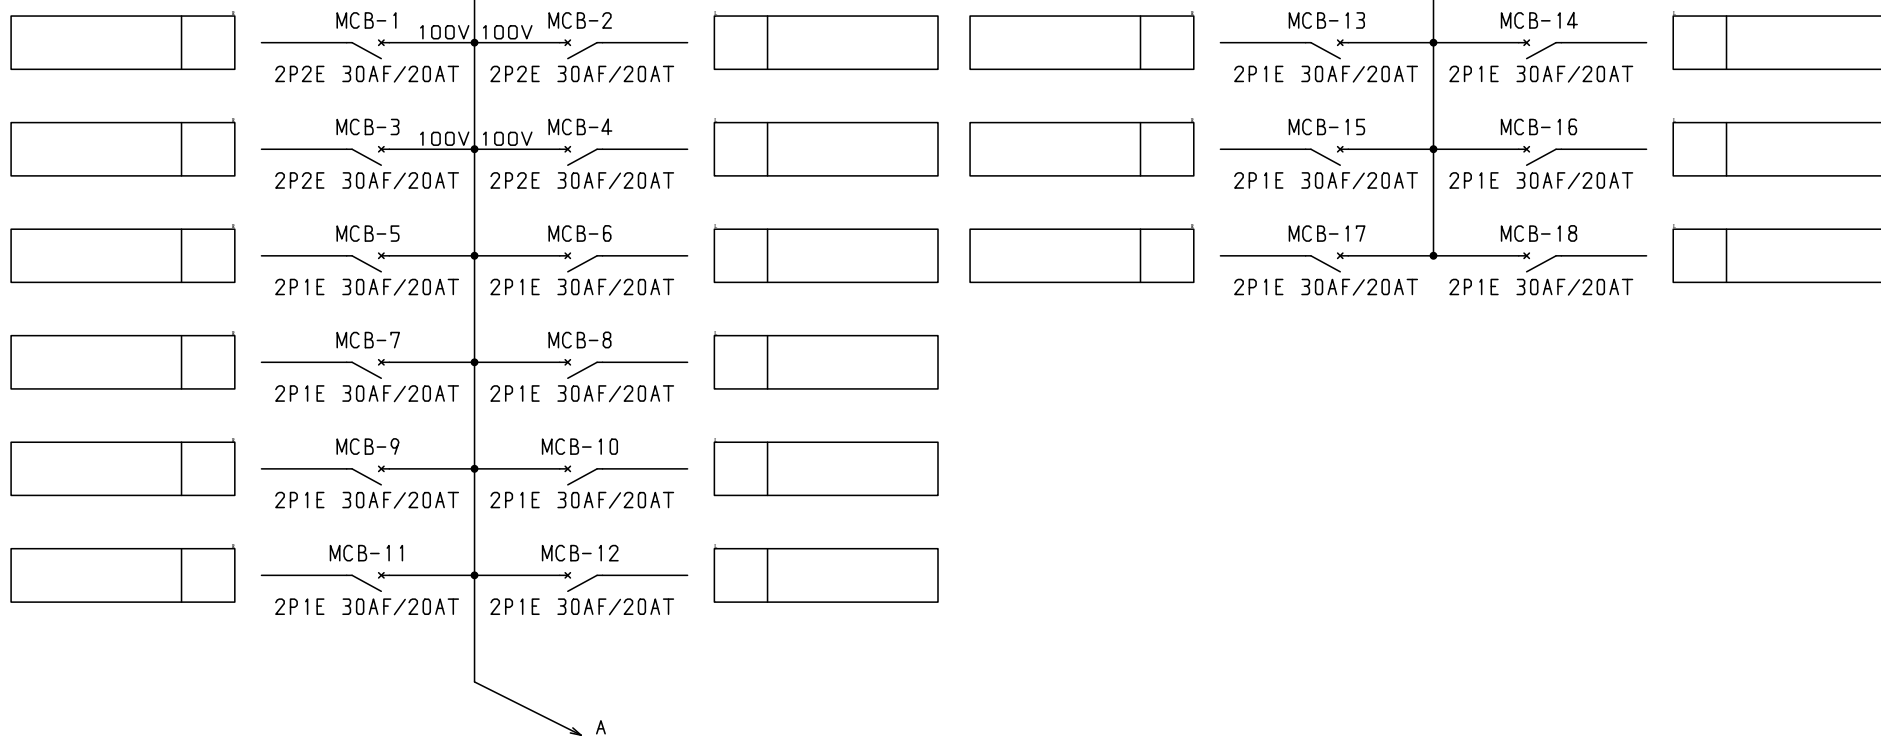 MCB-1 100V 100V MCB-2
2P2E 30AF/20AT 2P2E 30AF/20AT
MCB-3 100V 100V MCB-4
2P2E 30AF/20AT 2P2E 30AF/20AT
MCB-5 MCB-6
2P1E 30AF/20AT 2P1E 30AF/20AT
MCB-7 MCB-8
2P1E 30AF/20AT 2P1E 30AF/20AT
MCB-9 MCB-10
2P1E 30AF/20AT 2P1E 30AF/20AT
MCB-11 MCB-12
2P1E 30AF/20AT 2P1E 30AF/20AT
A
MCB-13 MCB-14
2P1E 30AF/20AT 2P1E 30AF/20AT
MCB-15 MCB-16
2P1E 30AF/20AT 2P1E 30AF/20AT
MCB-17 MCB-18
2P1E 30AF/20AT 2P1E 30AF/20AT